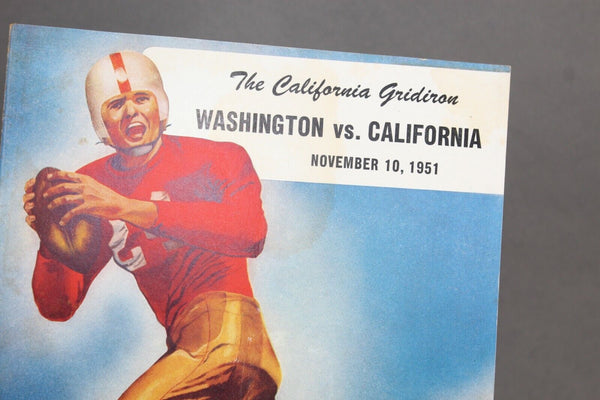 The California Gridiron
WASHINGTON vs. CALIFORNIA
NOVEMBER 10, 1951